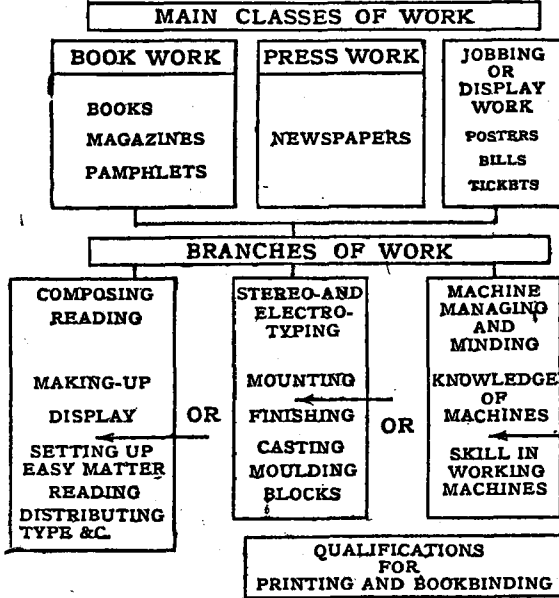 MAIN CLASSES OF WORK
BOOK WORK
BOOKS
MAGAZINES
PAMPHLETS
PRESS WORK
NEWSPAPERS
JOBBING
OR
DISPLAY
WORK
POSTERS
BILLS
TICKETS
BRANCHES OF WORK
COMPOSING
READING
MAKING-UP
DISPLAY
SETTING UP
EASY MATTER
READING
DISTRIBUTING
TYPE &C.
OR
STEREO-AND
ELECTRO-
TYPING
MOUNTING
FINISHING
CASTING
MOULDING
BLOCKS
OR
MACHINE
MANAGING
AND
MINDING
KNOWLEDGE
OF
MACHINES
SKILL IN
WORKING
MACHINES
QUALIFICATIONS
FOR
PRINTING AND BOOKBINDING